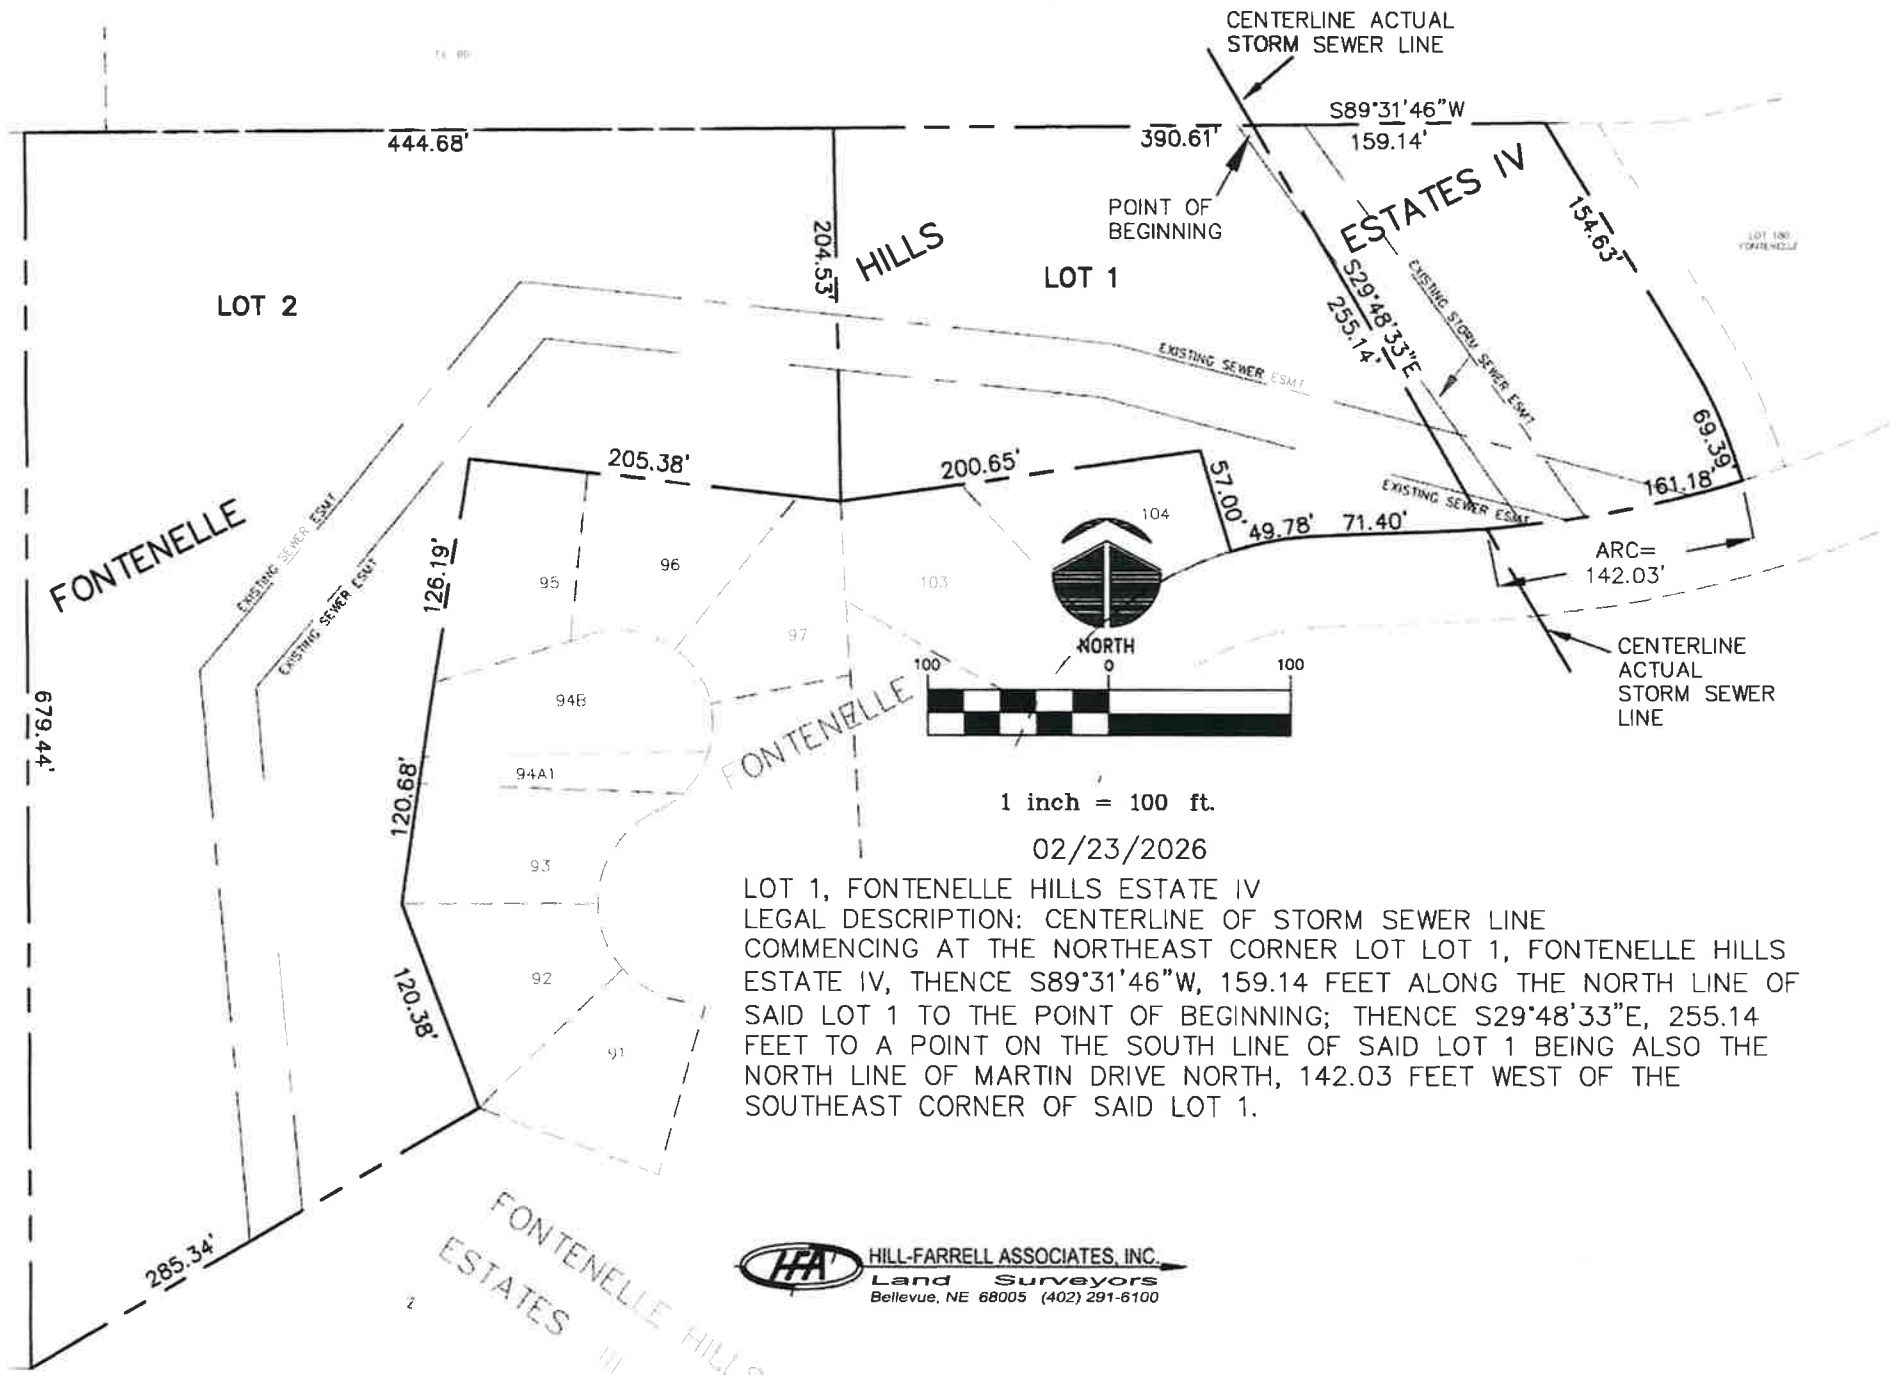 CENTERLINE ACTUAL
STORM SEWER LINE
S89°31'46"W
444.68'
390.61'
159.14'
POINT OF
BEGINNING
ESTATES IV
154.63'
204.53'
HILLS
LOT 180
FONTENELLE
LOT 2
LOT 1
S29°48'33"E
255.14'
EXISTING STORM SEWER ESMT
EXISTING SEWER ESMT
69.39'
205.38'
200.65'
57.00'
161.18'
EXISTING SEWER ESMT
104
49.78'
71.40'
ARC=
142.03'
FONTENELLE
EXISTING SEWER ESMT
EXISTING SEWER ESMT
126.19'
95
96
103
97
NORTH
CENTERLINE
ACTUAL
STORM SEWER
LINE
100
0
100
94B
FONTENELLE
679.44'
94A1
120.68'
1 inch = 100 ft.
02/23/2026
93
LOT 1, FONTENELLE HILLS ESTATE IV
LEGAL DESCRIPTION: CENTERLINE OF STORM SEWER LINE
COMMENCING AT THE NORTHEAST CORNER LOT LOT 1, FONTENELLE HILLS
ESTATE IV, THENCE S89°31'46"W, 159.14 FEET ALONG THE NORTH LINE OF
SAID LOT 1 TO THE POINT OF BEGINNING; THENCE S29°48'33"E, 255.14
FEET TO A POINT ON THE SOUTH LINE OF SAID LOT 1 BEING ALSO THE
NORTH LINE OF MARTIN DRIVE NORTH, 142.03 FEET WEST OF THE
SOUTHEAST CORNER OF SAID LOT 1.
92
120.38'
91
285.34'
FONTENELLE HILLS
ESTATES III
2
HFA
HILL-FARRELL ASSOCIATES, INC.
Land Surveyors
Bellevue, NE 68005 (402) 291-6100